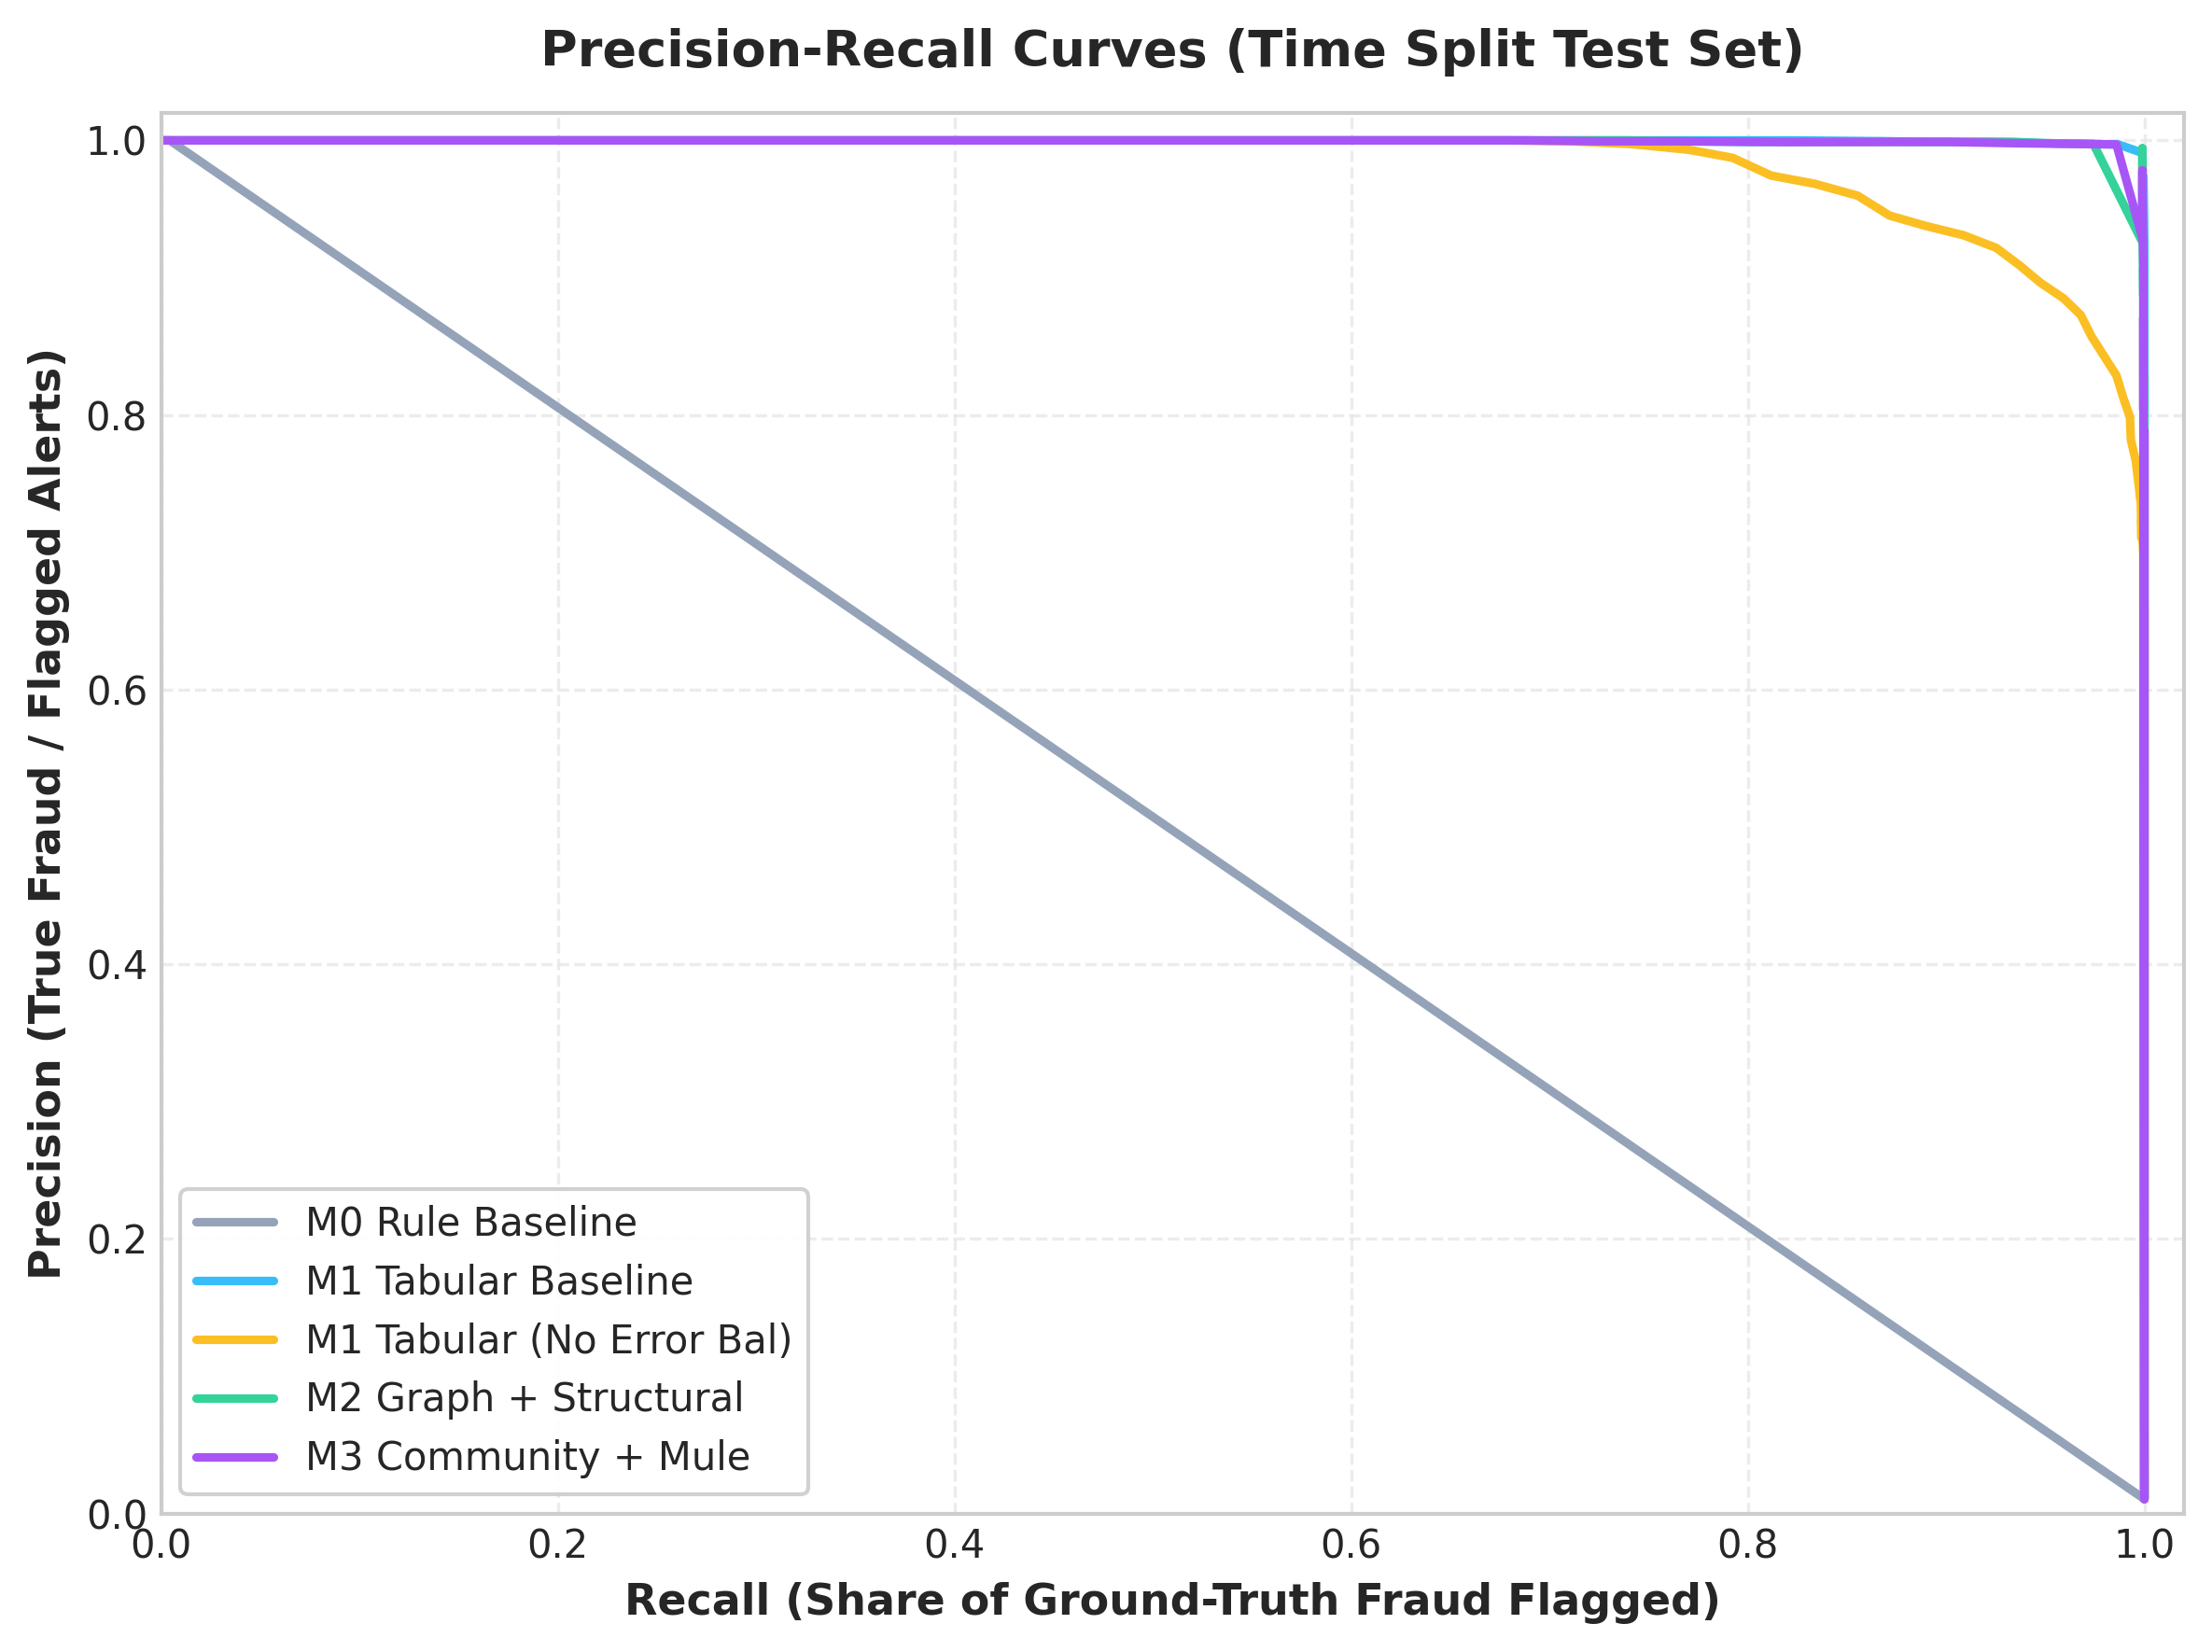 Precision-Recall Curves (Time Split Test Set)
Precision (True Fraud / Flagged Alerts)
1.0
0.8
0.6
0.4
0.2
0.0
M0 Rule Baseline
M1 Tabular Baseline
M1 Tabular (No Error Bal)
M2 Graph + Structural
M3 Community + Mule
0.0 0.2 0.4 0.6 0.8 1.0
Recall (Share of Ground-Truth Fraud Flagged)